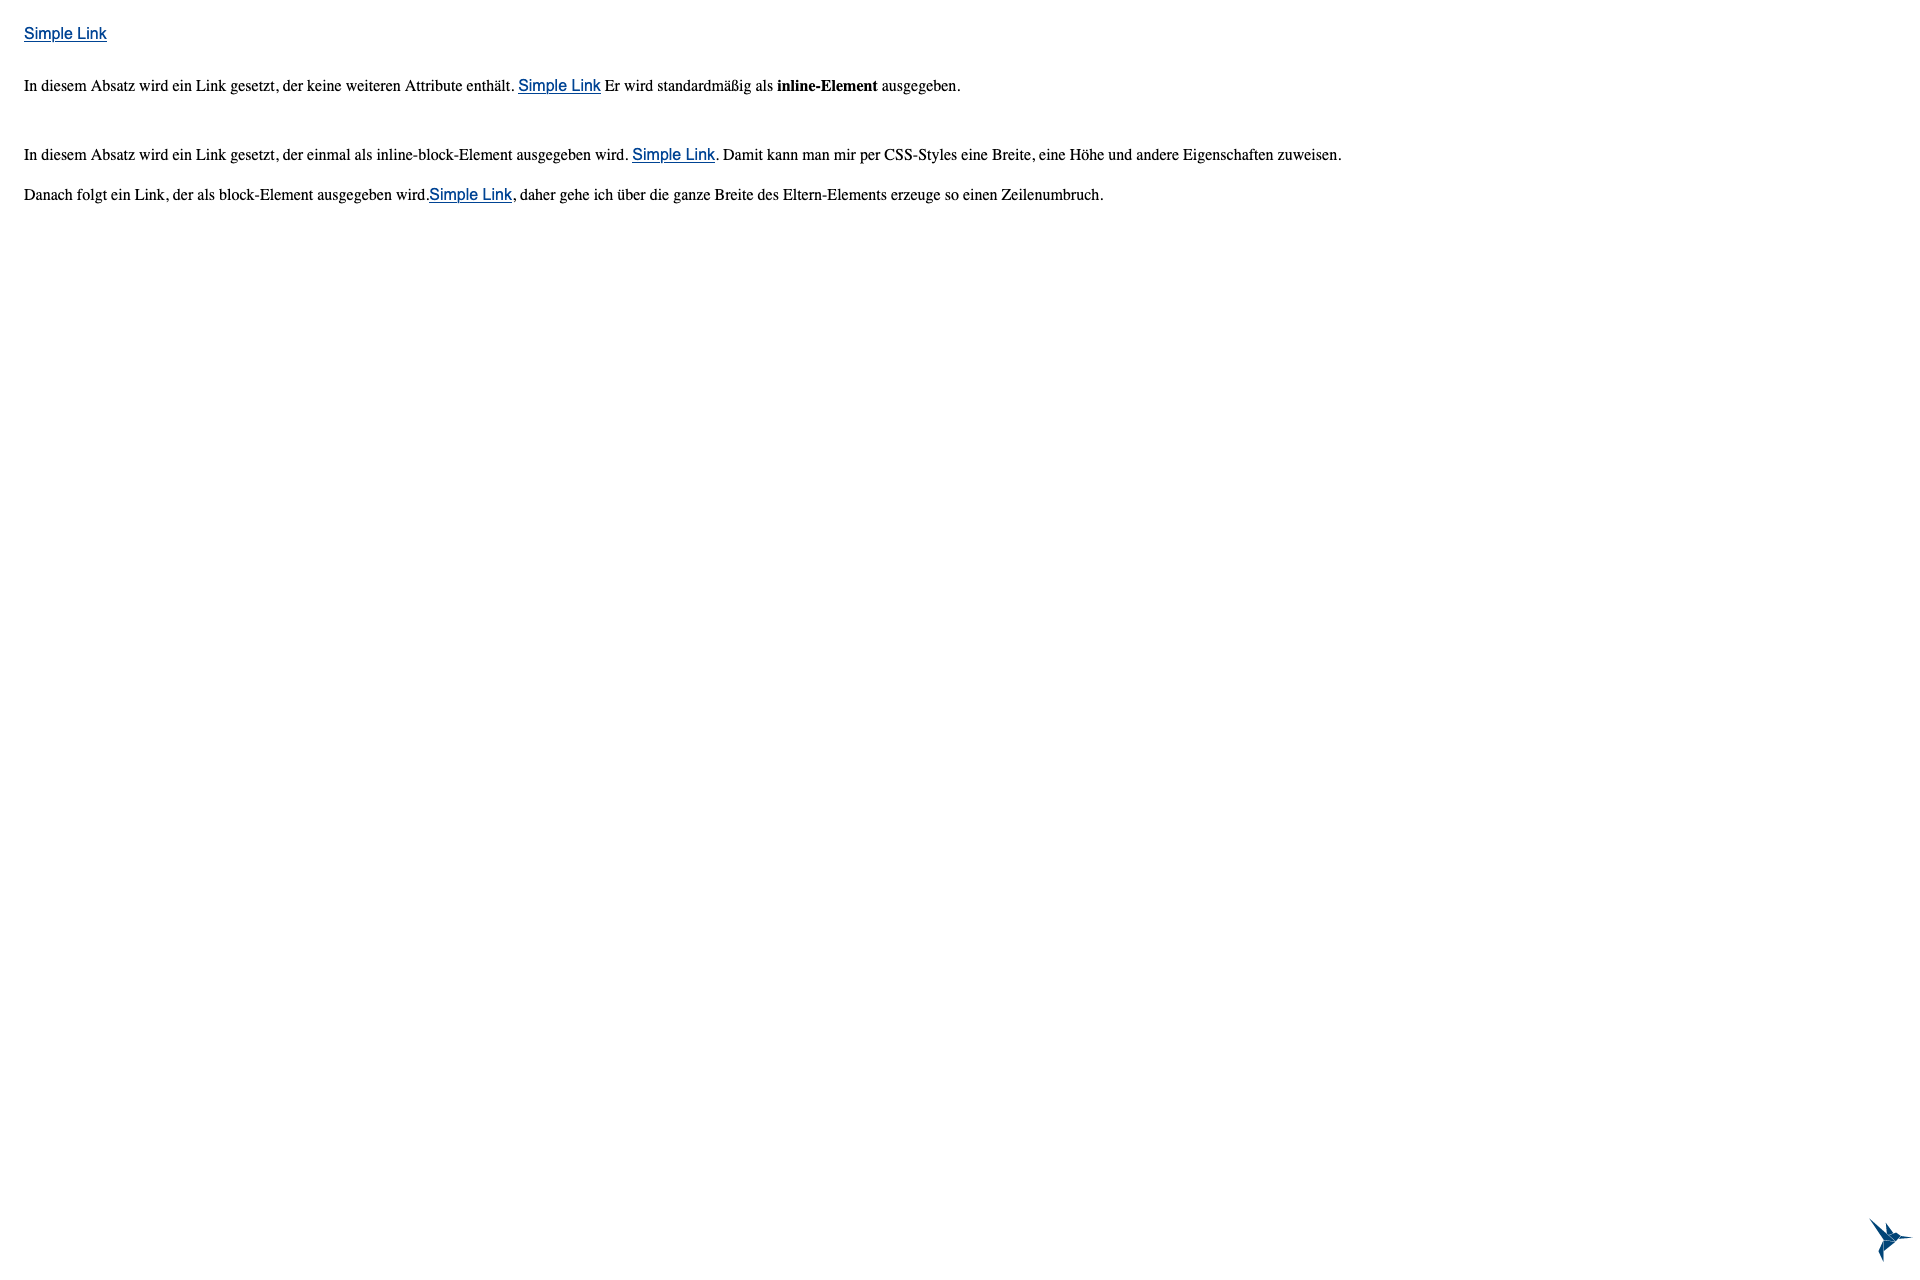 Simple Link
In diesem Absatz wird ein Link gesetzt, der keine weiteren Attribute enthält. Simple Link Er wird standardmäßig als inline-Element ausgegeben.
In diesem Absatz wird ein Link gesetzt, der einmal als inline-block-Element ausgegeben wird. Simple Link. Damit kann man mir per CSS-Styles eine Breite, eine Höhe und andere Eigenschaften zuweisen.
Danach folgt ein Link, der als block-Element ausgegeben wird.Simple Link, daher gehe ich über die ganze Breite des Eltern-Elements erzeuge so einen Zeilenumbruch.